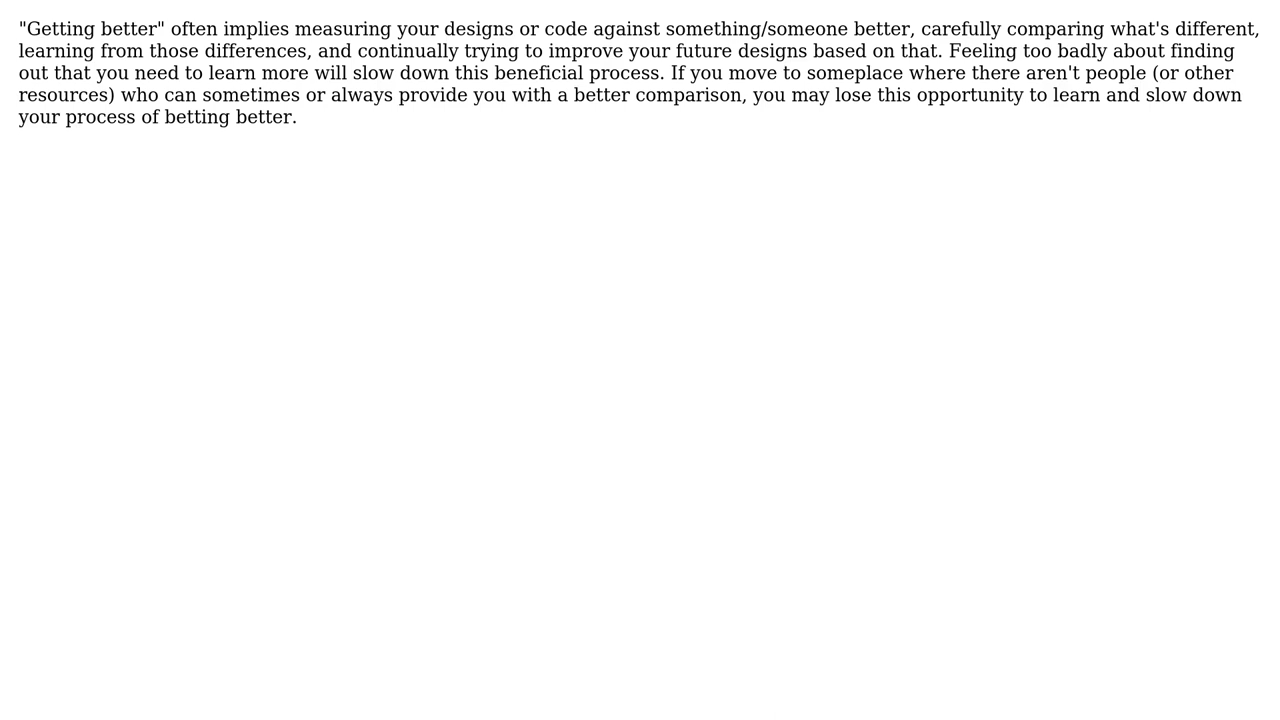 "Getting better" often implies measuring your designs or code against something/someone better, carefully comparing what's different,
learning from those differences, and continually trying to improve your future designs based on that. Feeling too badly about finding
out that you need to learn more will slow down this beneficial process. If you move to someplace where there aren't people (or other
resources) who can sometimes or always provide you with a better comparison, you may lose this opportunity to learn and slow down
your process of betting better.